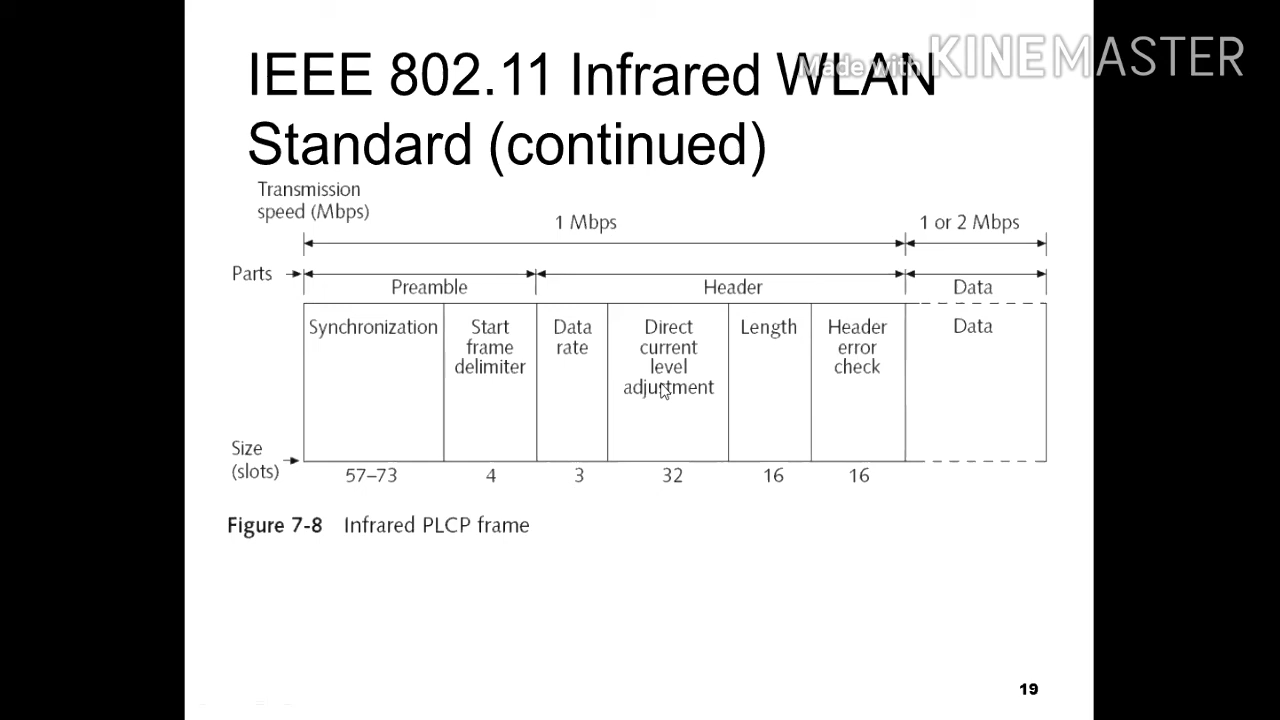 IEEE 802.11 Infrared WLAN
Made with KINEMASTER
Standard (continued)
Transmission
speed (Mbps)
1 Mbps
1 or 2 Mbps
Parts
Preamble
Header
Data
Synchronization
Start
frame
delimiter
Data
rate
Direct
current
level
adjustment
Length
Header
error
check
Data
Size
(slots)
57–73
4
3
32
16
16
Figure 7-8 Infrared PLCP frame
19